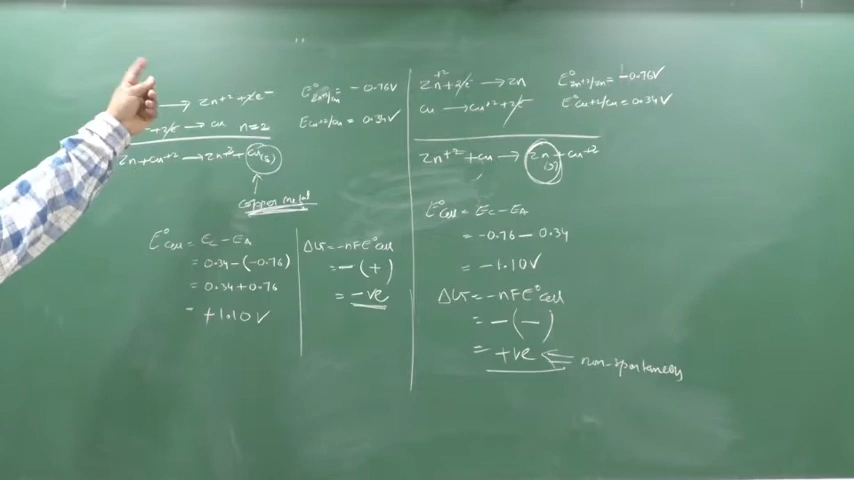 ⟶ Zn+2 + 2e-
+ 2e- ⟶ Cu n=2
Zn + Cu+2 ⟶ Zn+2 + Cu(s)
copper metal
E°Zn+2/Zn = -0.76V
ECu+2/Cu = 0.34V
E°Cell = EC - EA
= 0.34 - (-0.76)
= 0.34 + 0.76
= +1.10V
ΔG = -nFE°Cell
= -(+)
= -ve
Zn+2 + 2e- ⟶ Zn
Cu ⟶ Cu+2 + 2e-
E°Zn+2/Zn = -0.76V
E°Cu+2/Cu = 0.34V
Zn+2 + Cu ⟶ Zn(s) + Cu+2
E°Cell = EC - EA
= -0.76 - 0.34
= -1.10V
ΔG = -nFE°Cell
= -(-)
= +ve ⟸ non-spontaneous